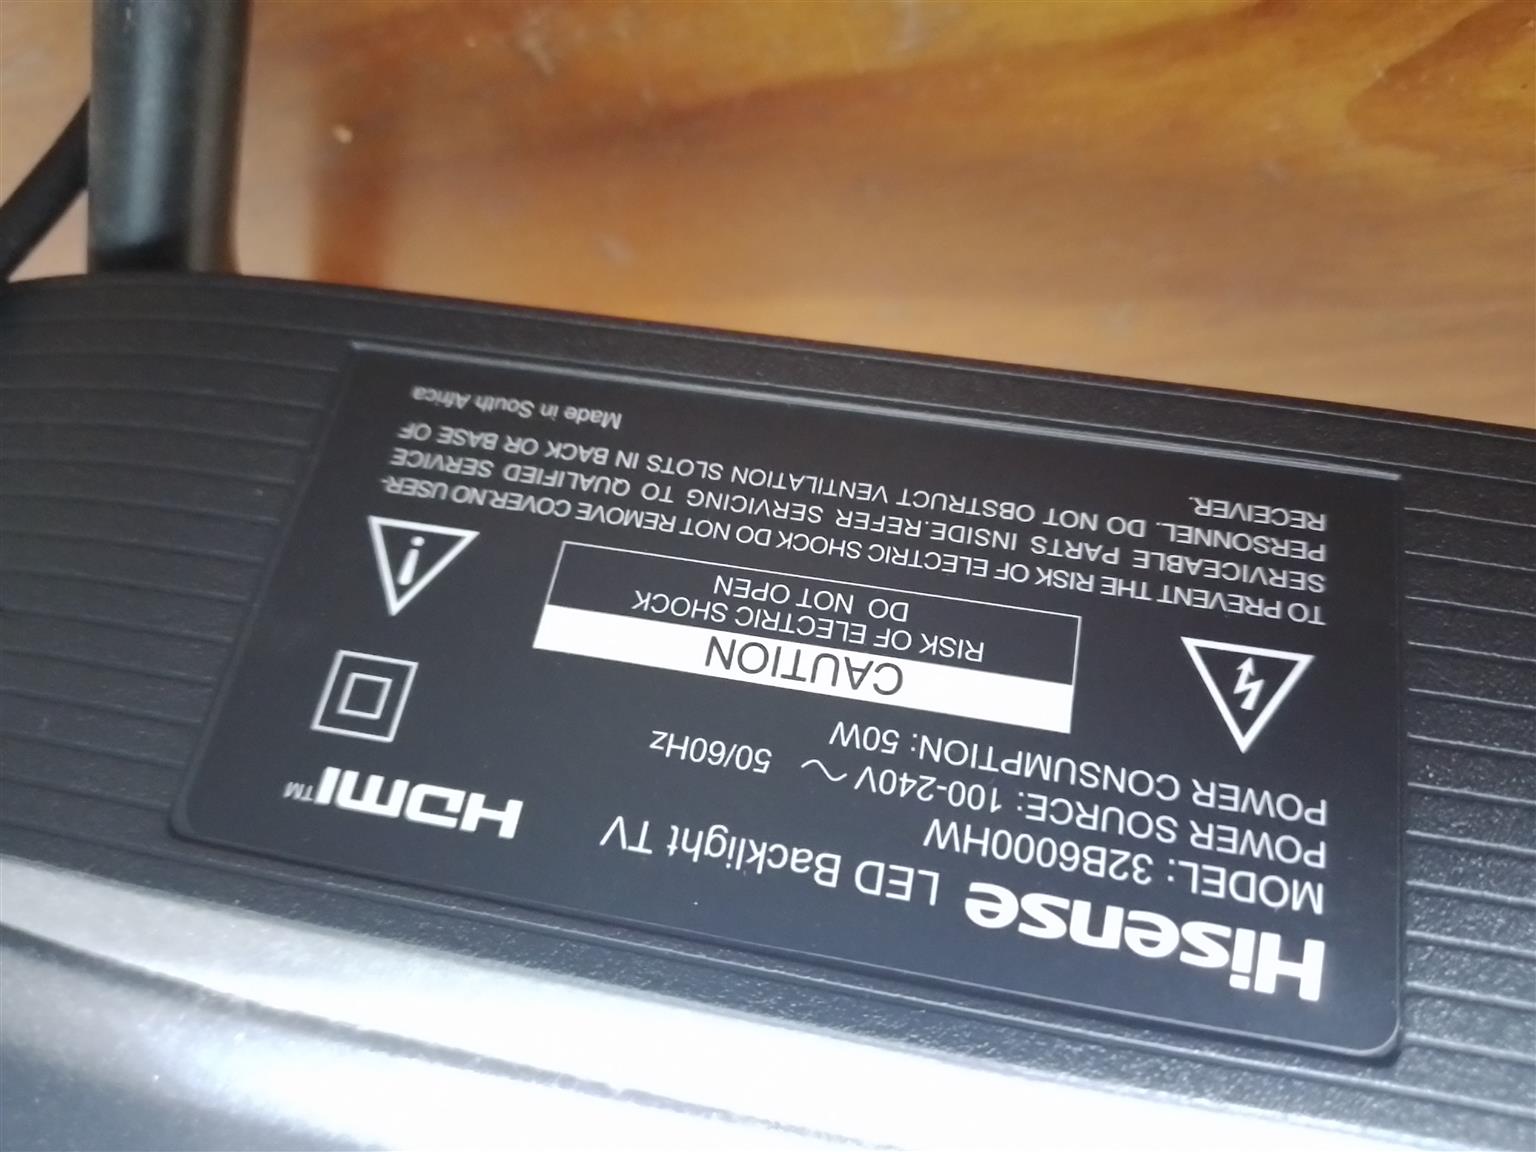 Hisense LED Backlight TV
HDMI™
MODEL: 32B6000HW
POWER SOURCE: 100-240V ~ 50/60Hz
POWER CONSUMPTION: 50W
CAUTION
RISK OF ELECTRIC SHOCK
DO NOT OPEN
TO PREVENT THE RISK OF ELECTRIC SHOCK DO NOT REMOVE COVER.NO USER-
SERVICEABLE PARTS INSIDE.REFER SERVICING TO QUALIFIED SERVICE
PERSONNEL. DO NOT OBSTRUCT VENTILATION SLOTS IN BACK OR BASE OF
RECEIVER.
Made in South Africa